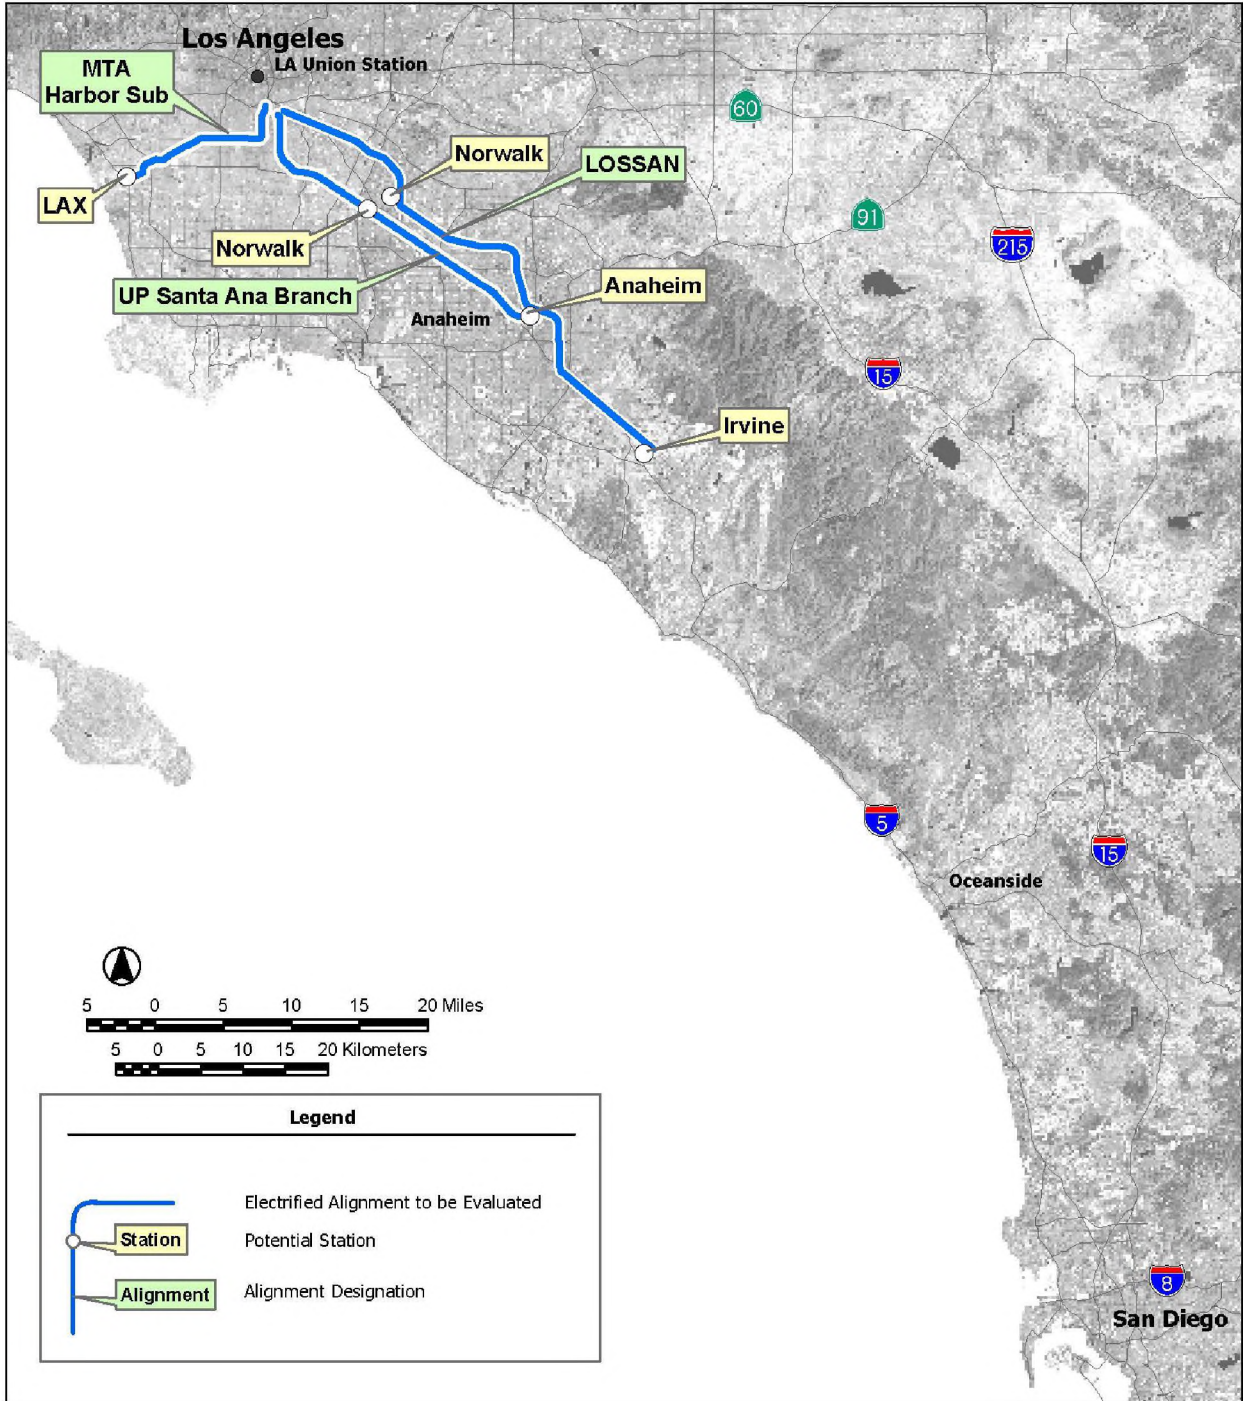 Los Angeles
LA Union Station
MTA
Harbor Sub
60
Norwalk
LOSSAN
LAX
91
Norwalk
215
UP Santa Ana Branch
Anaheim
Anaheim
15
Irvine
5
15
Oceanside
5 0 5 10 15 20 Miles
5 0 5 10 15 20 Kilometers
Legend
Electrified Alignment to be Evaluated
Station
Potential Station
Alignment
Alignment Designation
8
San Diego